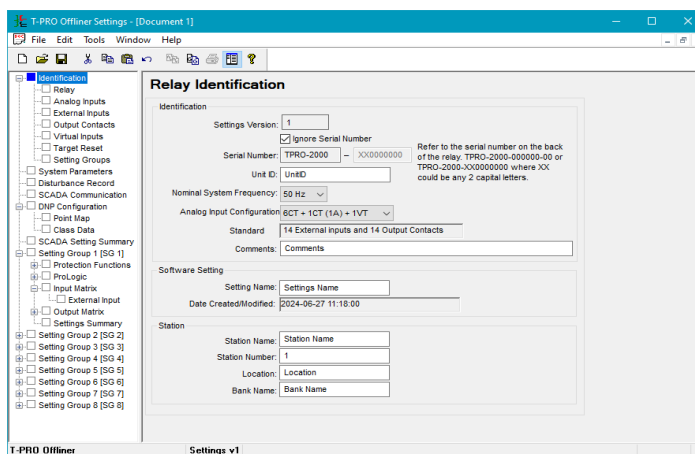 T-PRO Offliner Settings - [Document 1]
File Edit Tools Window Help
Identification
Relay
Analog Inputs
External Inputs
Output Contacts
Virtual Inputs
Target Reset
Setting Groups
System Parameters
Disturbance Record
SCADA Communication
DNP Configuration
Point Map
Class Data
SCADA Setting Summary
Setting Group 1 [SG 1]
Protection Functions
ProLogic
Input Matrix
External Input
Output Matrix
Settings Summary
Setting Group 2 [SG 2]
Setting Group 3 [SG 3]
Setting Group 4 [SG 4]
Setting Group 5 [SG 5]
Setting Group 6 [SG 6]
Setting Group 7 [SG 7]
Setting Group 8 [SG 8]
Relay Identification
Identification
Settings Version: 1
Ignore Serial Number
Serial Number: TPRO-2000 – XX0000000
Refer to the serial number on the back
of the relay. TPRO-2000-000000-00 or
TPRO-2000-XX0000000 where XX
could be any 2 capital letters.
Unit ID: UnitID
Nominal System Frequency: 50 Hz
Analog Input Configuration 6CT + 1CT (1A) + 1VT
Standard 14 External inputs and 14 Output Contacts
Comments: Comments
Software Setting
Setting Name: Settings Name
Date Created/Modified: 2024-06-27 11:18:00
Station
Station Name: Station Name
Station Number: 1
Location: Location
Bank Name: Bank Name
T-PRO Offliner Settings v1